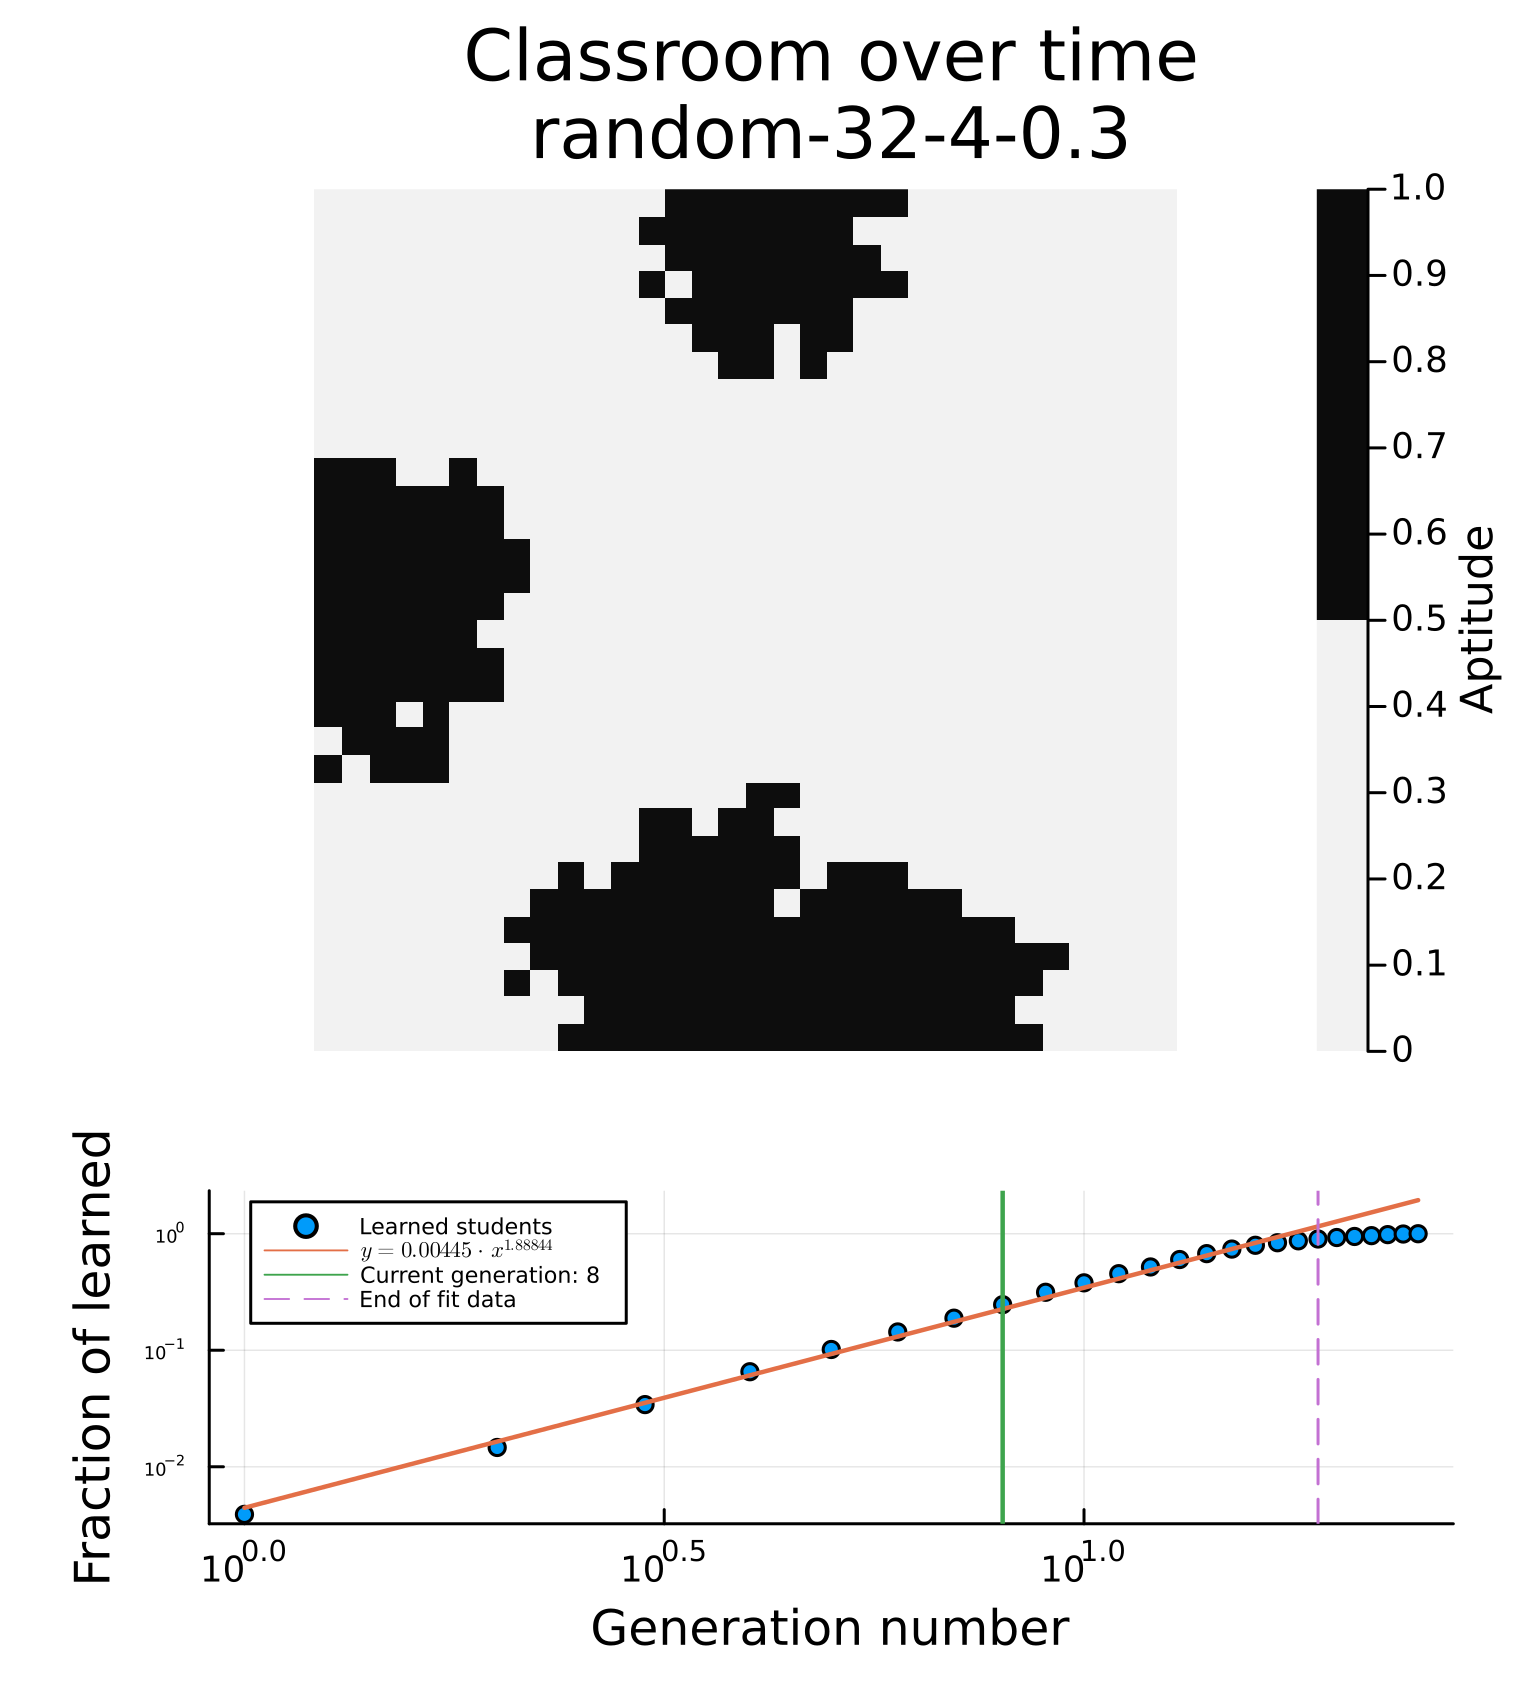 Classroom over time
random-32-4-0.3
1.0
0.9
0.8
0.7
0.6
0.5
0.4
0.3
0.2
0.1
0
Aptitude
Fraction of learned
10⁰
10⁻¹
10⁻²
Learned students
y = 0.00445 · x^1.88844
Current generation: 8
End of fit data
10^0.0
10^0.5
10^1.0
Generation number